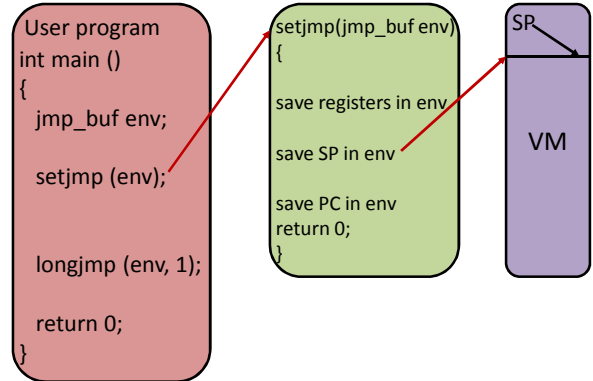 User program
int main ()
{
jmp_buf env;
setjmp (env);
longjmp (env, 1);
return 0;
}
setjmp(jmp_buf env)
{
save registers in env
save SP in env
save PC in env
return 0;
}
SP
VM